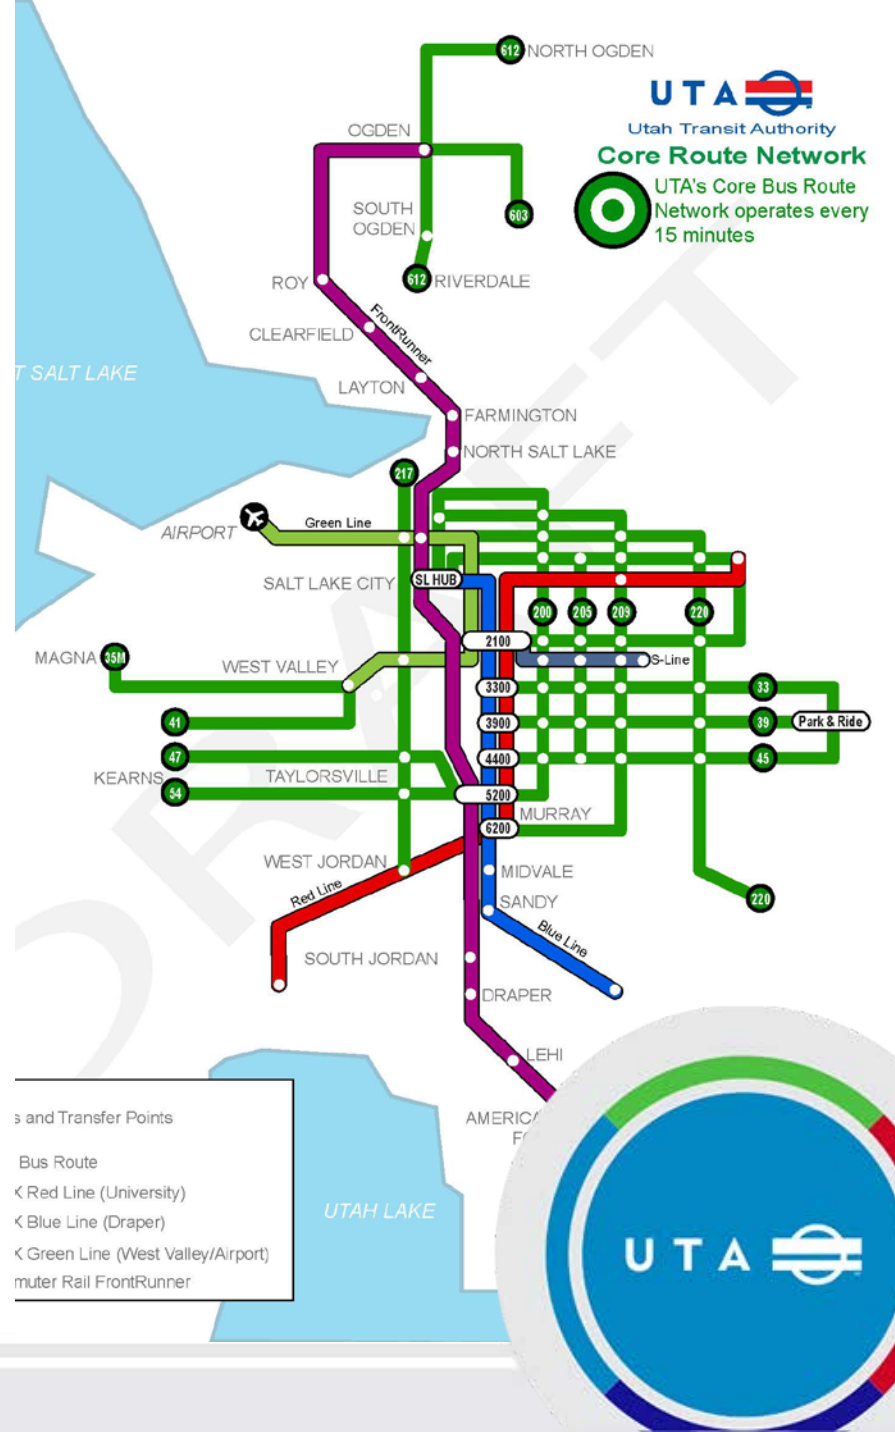 612 NORTH OGDEN
UTA
Utah Transit Authority
Core Route Network
UTA's Core Bus Route
Network operates every
15 minutes
OGDEN
603
SOUTH
OGDEN
612 RIVERDALE
ROY
CLEARFIELD
FrontRunner
LAYTON
T SALT LAKE
FARMINGTON
NORTH SALT LAKE
217
AIRPORT
Green Line
SALT LAKE CITY
SL HUB
200 205 209 220
2100
MAGNA 35M
WEST VALLEY
S-Line
3300
33
41
3900
39
Park & Ride
47
4400
45
KEARNS
TAYLORSVILLE
54
5200
MURRAY
6200
WEST JORDAN
MIDVALE
Red Line
SANDY
220
Blue Line
SOUTH JORDAN
DRAPER
LEHI
AMERICA
F
s and Transfer Points
Bus Route
X Red Line (University)
X Blue Line (Draper)
X Green Line (West Valley/Airport)
muter Rail FrontRunner
UTAH LAKE
UTA
DRAFT